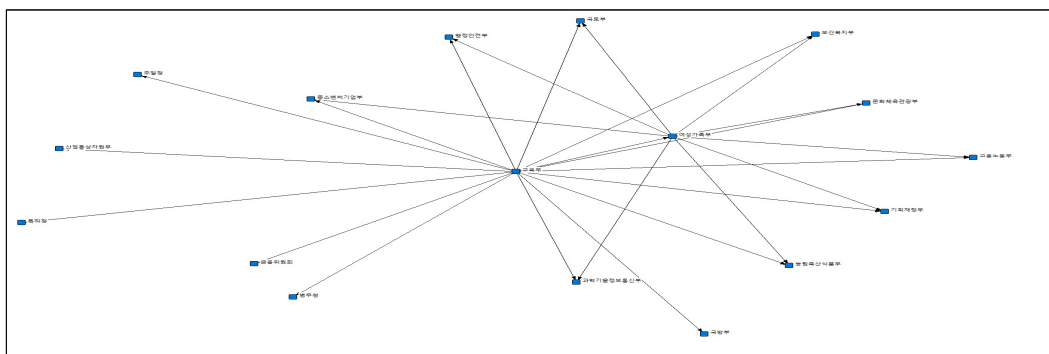 국토부
보건복지부
행정안전부
조달청
중소벤처기업부
문화체육관광부
여성가족부
산업통상자원부
고용노동부
교육부
기획재정부
특허청
금융위원회
농림축산식품부
과학기술정보통신부
병무청
국방부